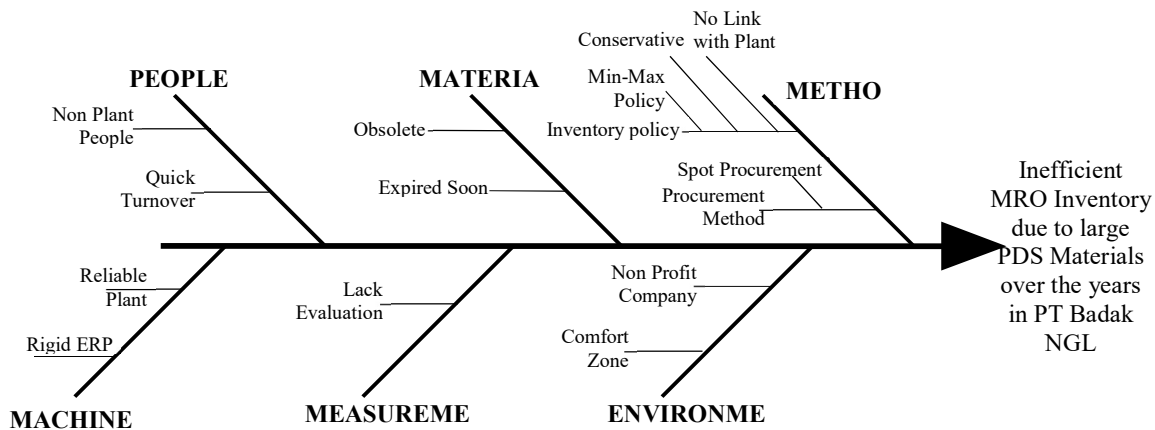 No Link
with Plant
Conservative
PEOPLE
MATERIA
Min-Max
Policy
METHO
Non Plant
People
Obsolete
Inventory policy
Quick
Turnover
Expired Soon
Spot Procurement
Procurement
Method
Inefficient
MRO Inventory
due to large
PDS Materials
over the years
in PT Badak
NGL
Reliable
Plant
Lack
Evaluation
Non Profit
Company
Rigid ERP
Comfort
Zone
MACHINE
MEASUREME
ENVIRONME